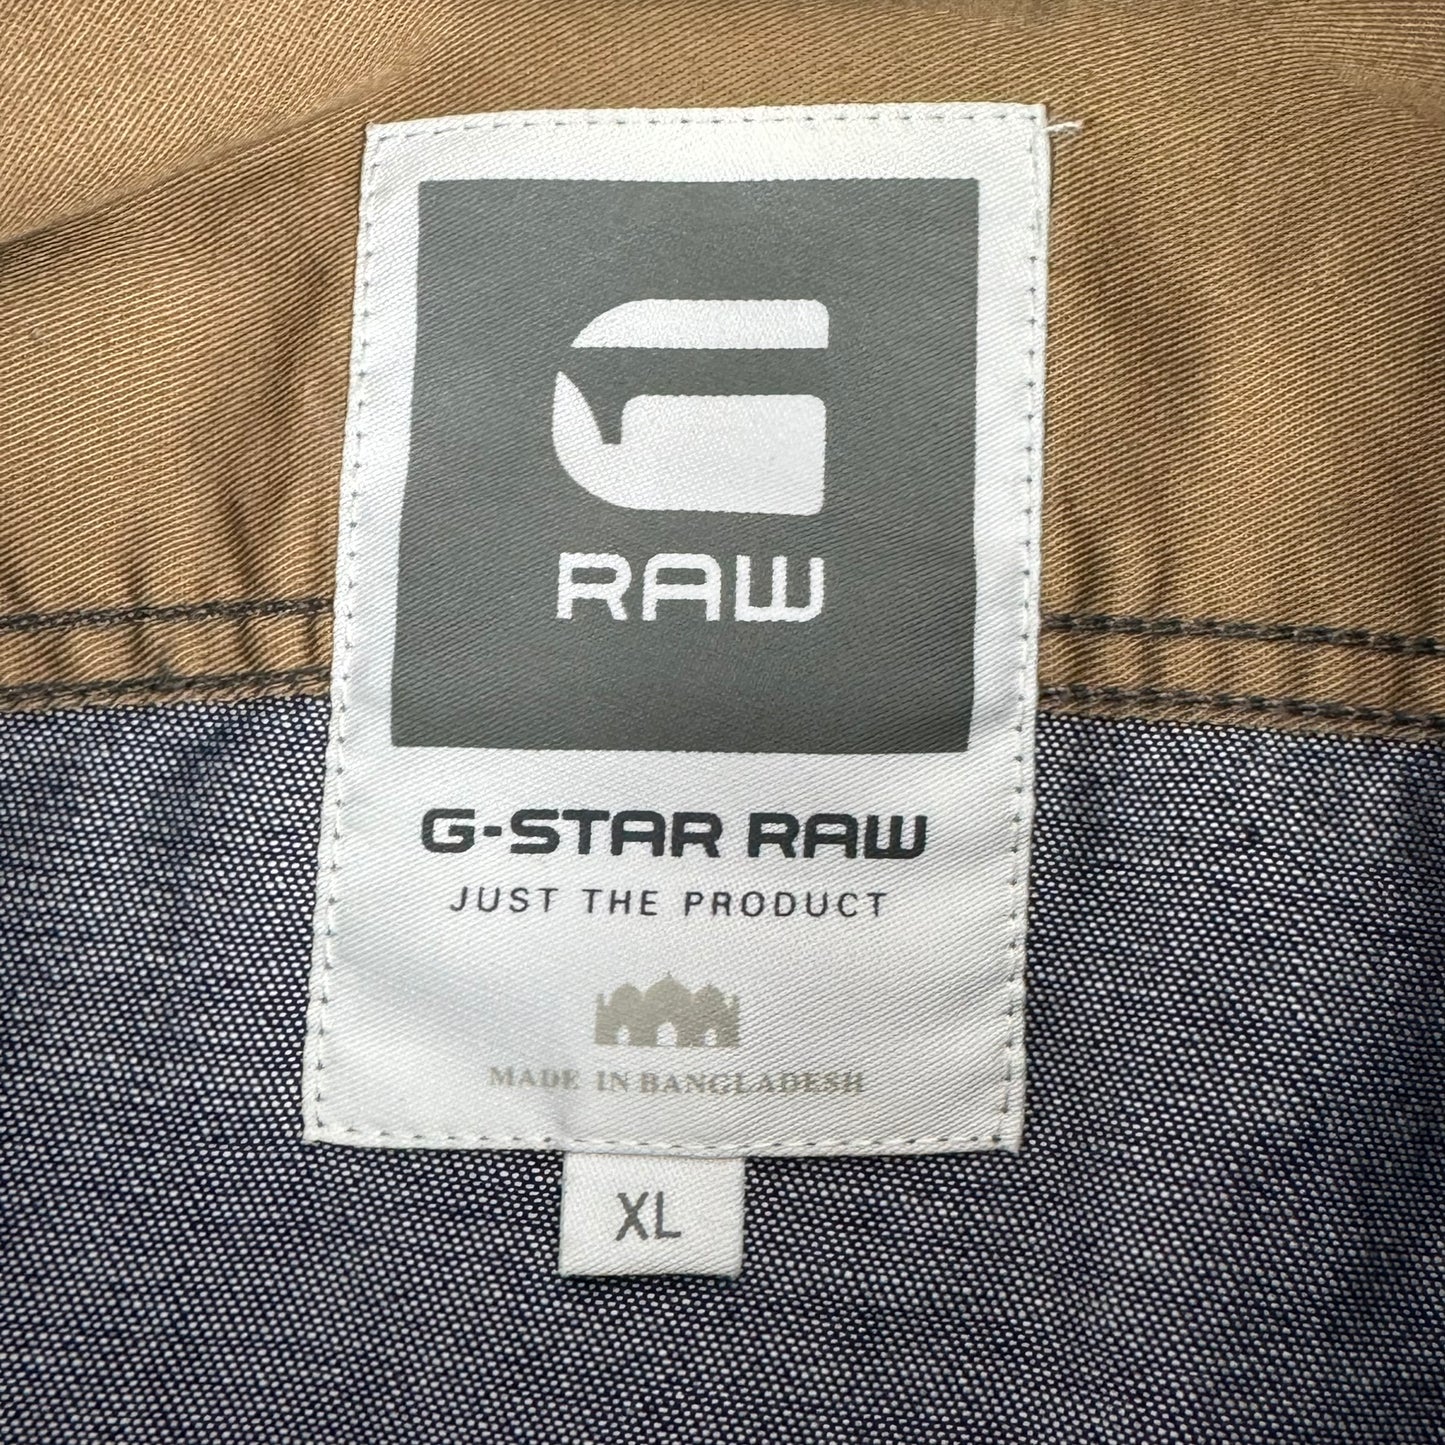 RAW
G-STAR RAW
JUST THE PRODUCT
MADE IN BANGLADESH
XL